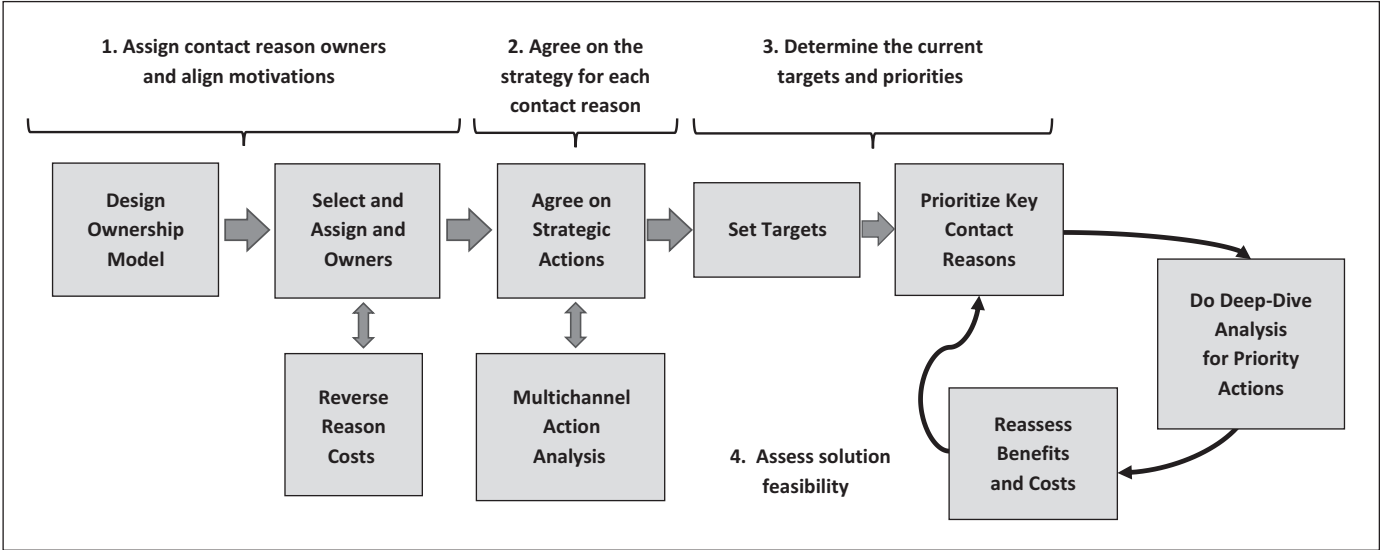 1. Assign contact reason owners
and align motivations
2. Agree on the
strategy for each
contact reason
3. Determine the current
targets and priorities
Design
Ownership
Model
Select and
Assign and
Owners
Agree on
Strategic
Actions
Set Targets
Prioritize Key
Contact
Reasons
Do Deep-Dive
Analysis
for Priority
Actions
Reverse
Reason
Costs
Multichannel
Action
Analysis
4. Assess solution
feasibility
Reassess
Benefits
and Costs